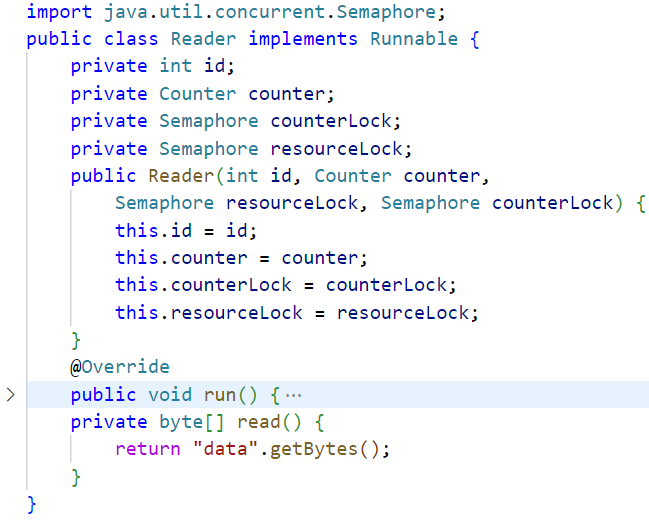 import java.util.concurrent.Semaphore;
public class Reader implements Runnable {
    private int id;
    private Counter counter;
    private Semaphore counterLock;
    private Semaphore resourceLock;
    public Reader(int id, Counter counter,
        Semaphore resourceLock, Semaphore counterLock) {
        this.id = id;
        this.counter = counter;
        this.counterLock = counterLock;
        this.resourceLock = resourceLock;
    }
    @Override
    public void run() {···
    private byte[] read() {
        return "data".getBytes();
    }
}